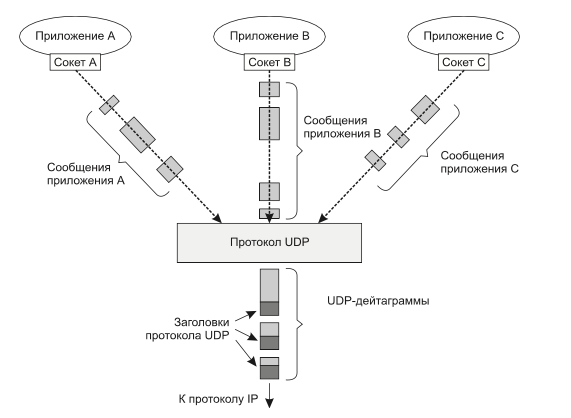 Приложение A
Приложение B
Приложение C
Сокет A
Сокет B
Сокет C
Сообщения
приложения A
Сообщения
приложения B
Сообщения
приложения C
Протокол UDP
UDP-дейтаграммы
Заголовки
протокола UDP
К протоколу IP